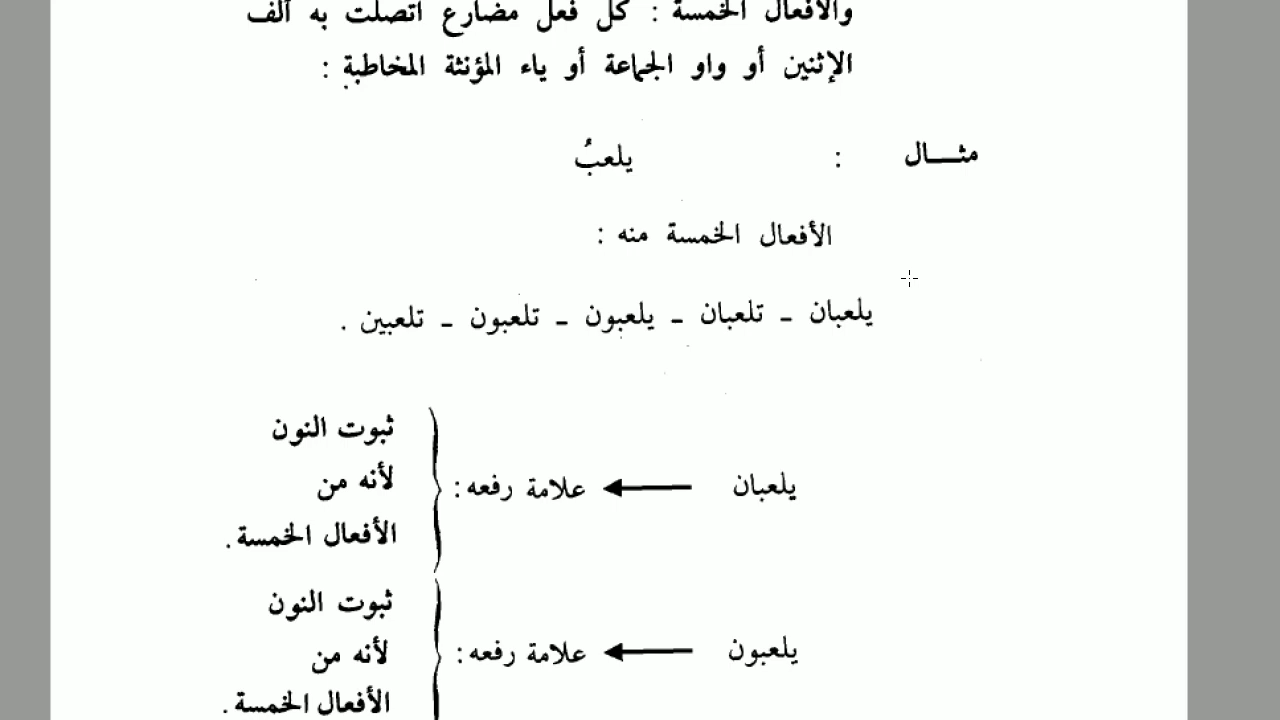 والأفعال الخمسة : كل فعل مضارع اتصلت به ألف
الإثنين أو واو الجماعة أو ياء المؤنثة المخاطبة :
مثـــال : يلعبُ
الأفعال الخمسة منه :
يلعبان ـ تلعبان ـ يلعبون ـ تلعبون ـ تلعبين .
ثبوت النون
يلعبان ← علامة رفعه : لأنه من
الأفعال الخمسة .
ثبوت النون
يلعبون ← علامة رفعه : لأنه من
الأفعال الخمسة .